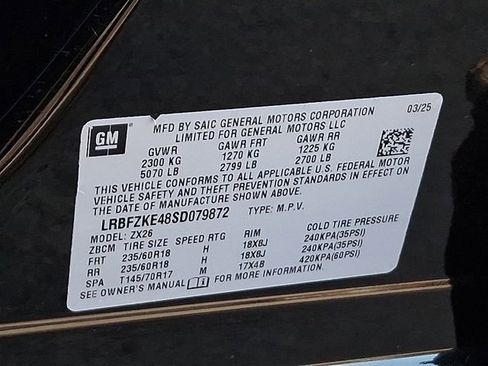 GM
MFD BY SAIC GENERAL MOTORS CORPORATION 03/25
LIMITED FOR GENERAL MOTORS LLC
GVWR GAWR FRT GAWR RR
2300 KG 1270 KG 1225 KG
5070 LB 2799 LB 2700 LB
THIS VEHICLE CONFORMS TO ALL APPLICABLE U.S. FEDERAL MOTOR
VEHICLE SAFETY AND THEFT PREVENTION STANDARDS IN EFFECT ON
THE DATE OF MANUFACTURE SHOWN ABOVE.
LRBFZKE48SD079872 TYPE: M.P.V.
MODEL: ZX26
ZBCM TIRE SIZE SPEED RTG RIM COLD TIRE PRESSURE
FRT 235/60R18 H 18X8J 240KPA(35PSI)
RR 235/60R18 H 18X8J 240KPA(35PSI)
SPA T145/70R17 M 17X4B 420KPA(60PSI)
SEE OWNER'S MANUAL FOR MORE INFORMATION.